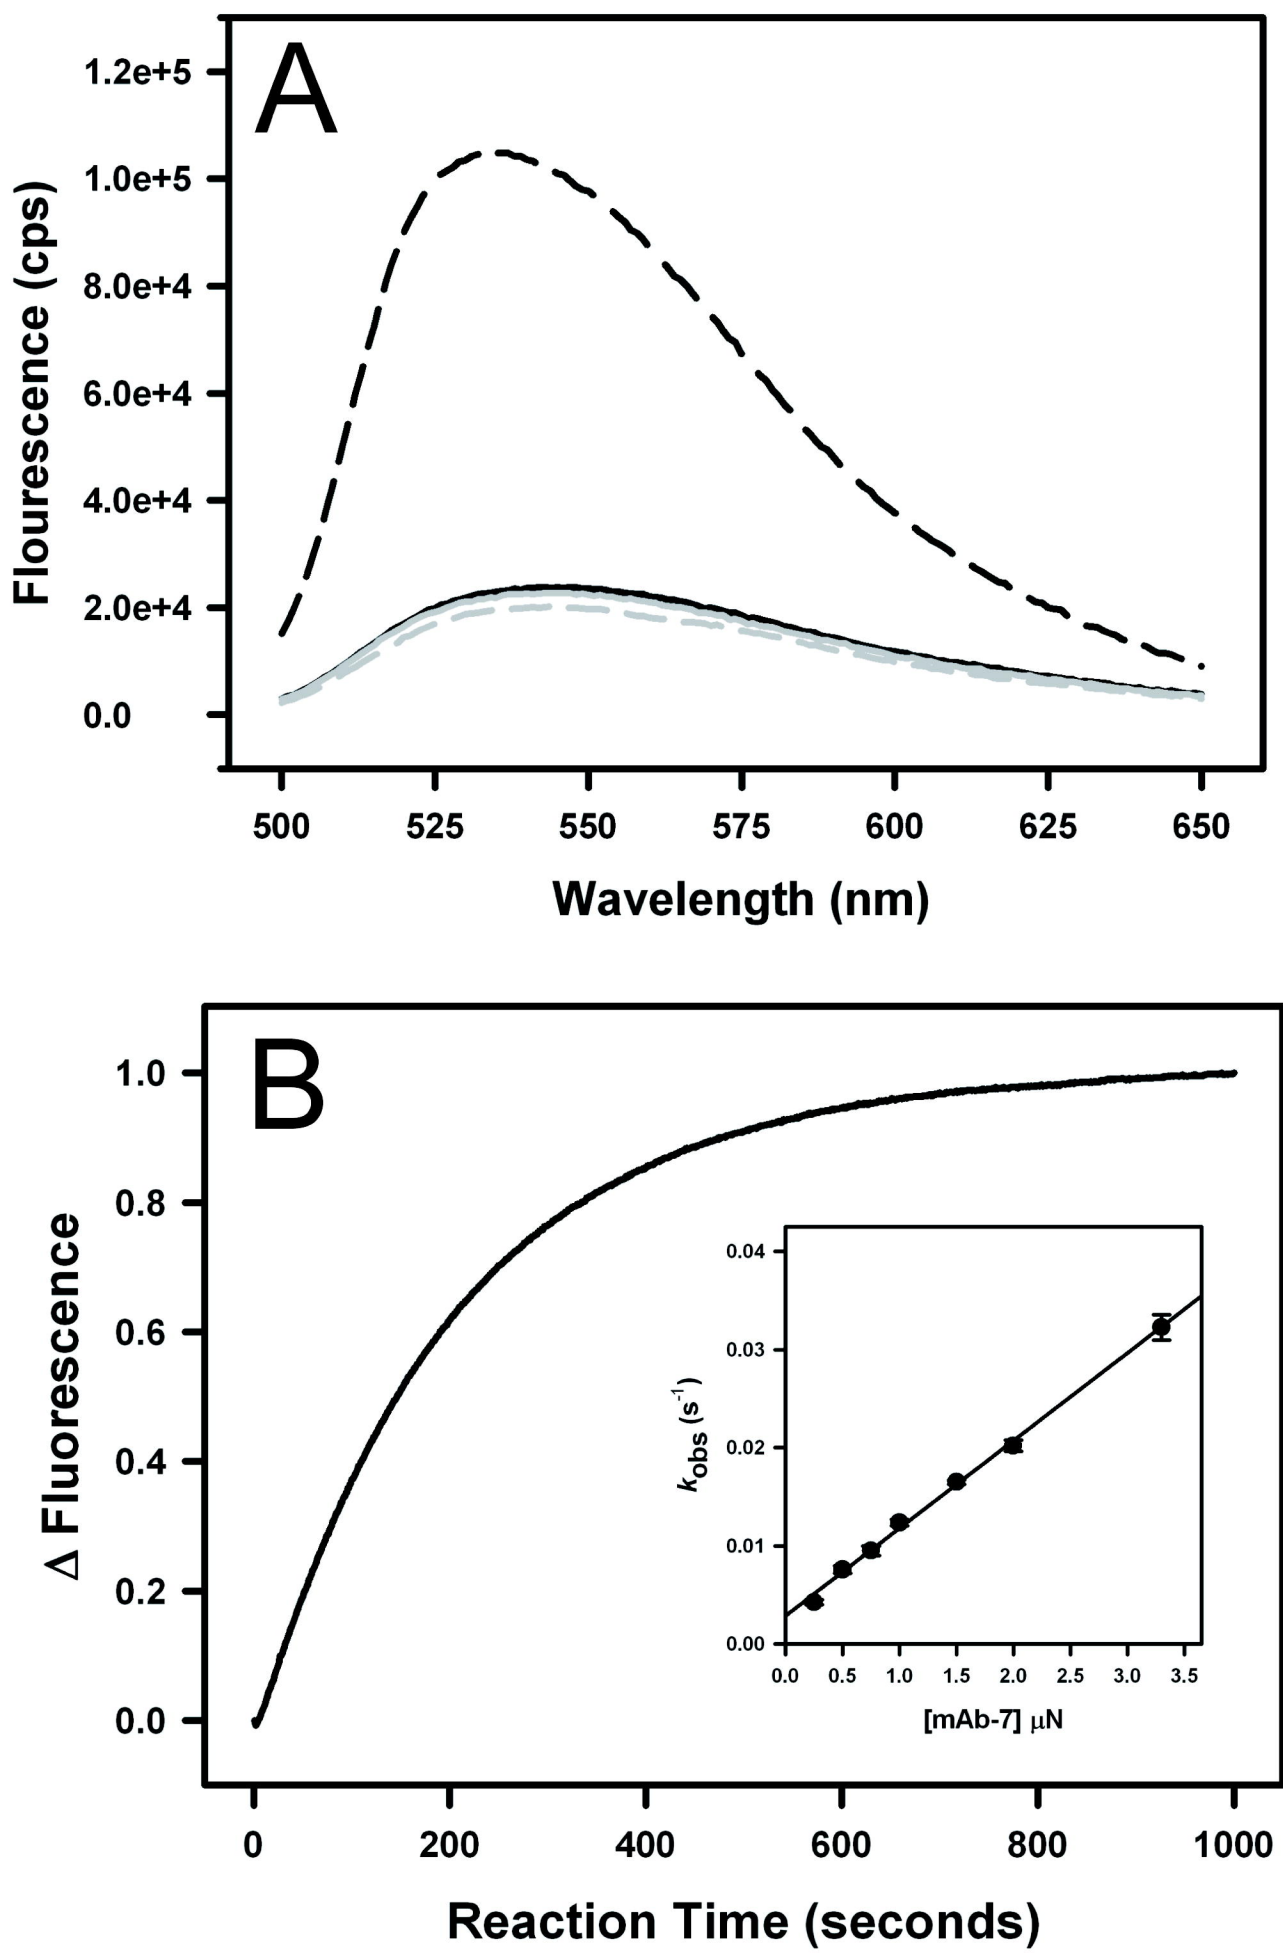 A
1.2e+5
1.0e+5
8.0e+4
6.0e+4
4.0e+4
2.0e+4
0.0
Flourescence (cps)
500 525 550 575 600 625 650
Wavelength (nm)
B
1.0
0.8
0.6
0.4
0.2
0.0
Δ Fluorescence
0.04
0.03
0.02
0.01
0.00
kobs (s-1)
0.0 0.5 1.0 1.5 2.0 2.5 3.0 3.5
[mAb-7] μN
0 200 400 600 800 1000
Reaction Time (seconds)